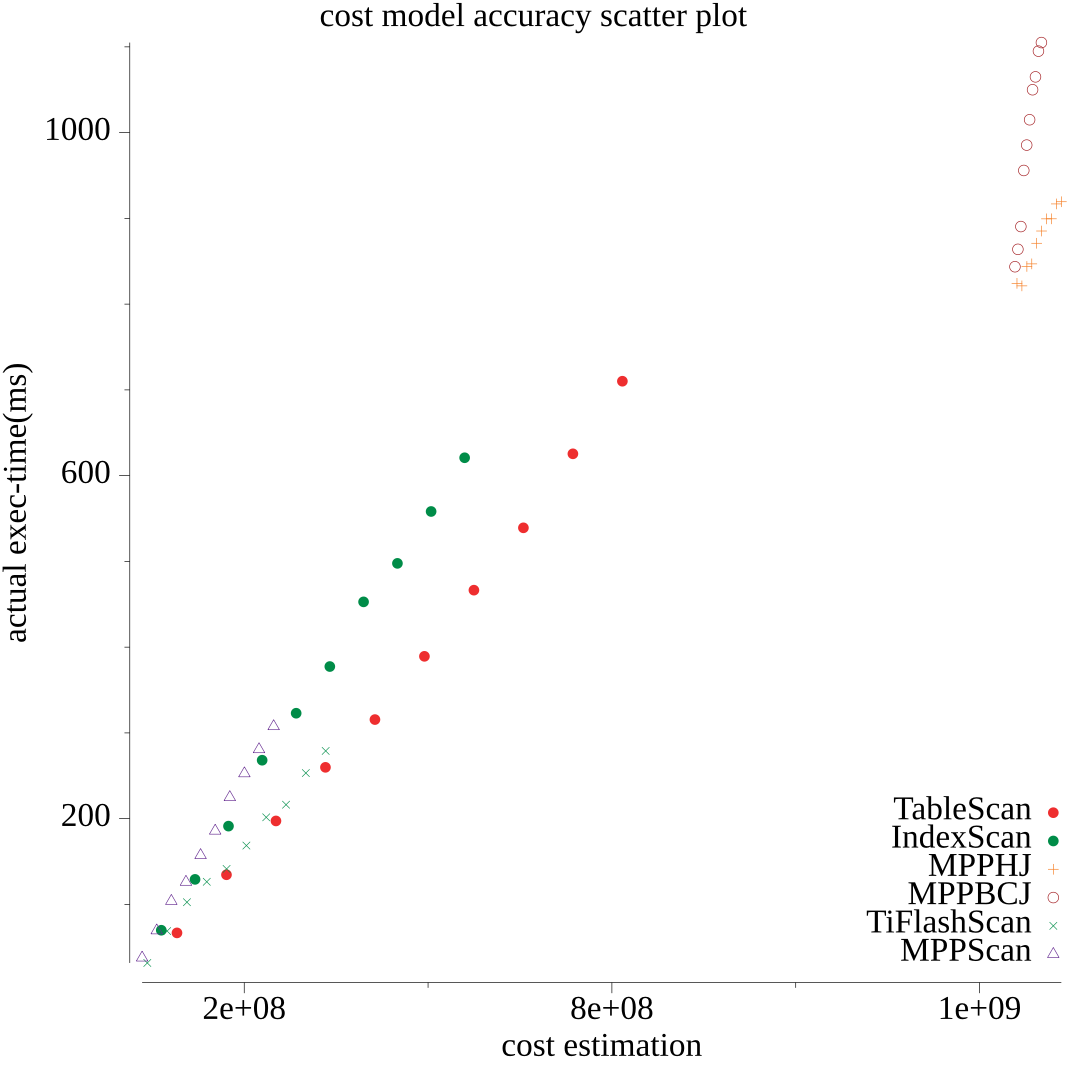 cost model accuracy scatter plot
1000
600
200
actual exec-time(ms)
TableScan
IndexScan
MPPHJ
MPPBCJ
TiFlashScan
MPPScan
2e+08 8e+08 1e+09
cost estimation